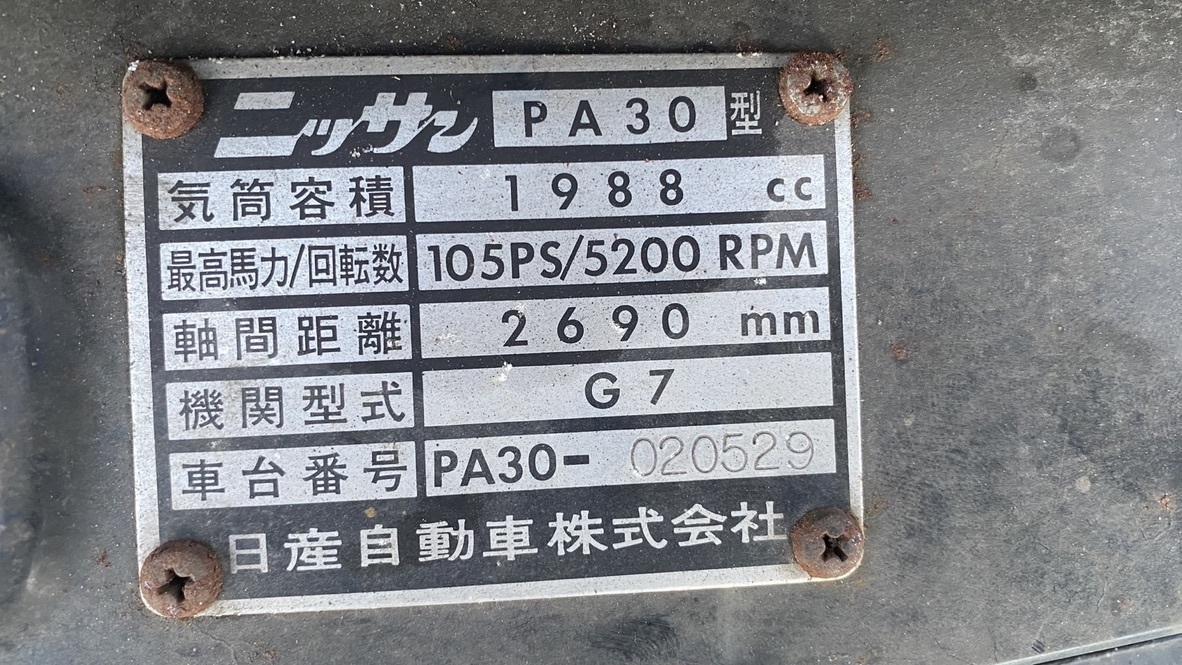 ニッサン PA30 型
気筒容積 1988 cc
最高馬力/回転数 105PS/5200 RPM
軸間距離 2690 mm
機関型式 G7
車台番号 PA30- 020529
日産自動車株式会社